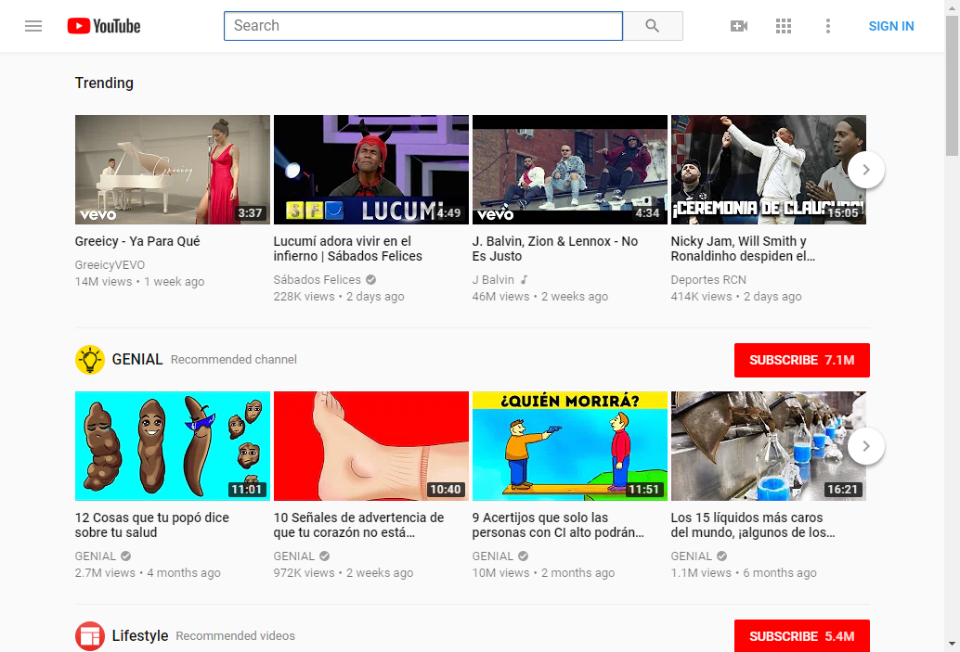 YouTube
Search
SIGN IN
Trending
Greeicy
vevo
3:37
SFC LUCUMÍ
4:49
vevo
4:34
¡CEREMONIA DE CLAUSURA!
15:05
Greeicy - Ya Para Qué
GreeicyVEVO
14M views • 1 week ago
Lucumí adora vivir en el
infierno | Sábados Felices
Sábados Felices
228K views • 2 days ago
J. Balvin, Zion & Lennox - No
Es Justo
J Balvin
46M views • 2 weeks ago
Nicky Jam, Will Smith y
Ronaldinho despiden el…
Deportes RCN
414K views • 2 days ago
GENIAL Recommended channel
SUBSCRIBE 7.1M
11:01
10:40
¿QUIÉN MORIRÁ?
11:51
16:21
12 Cosas que tu popó dice
sobre tu salud
GENIAL
2.7M views • 4 months ago
10 Señales de advertencia de
que tu corazón no está…
GENIAL
972K views • 2 weeks ago
9 Acertijos que solo las
personas con CI alto podrán…
GENIAL
10M views • 2 months ago
Los 15 líquidos más caros
del mundo, ¡algunos de los…
GENIAL
1.1M views • 6 months ago
Lifestyle Recommended videos
SUBSCRIBE 5.4M